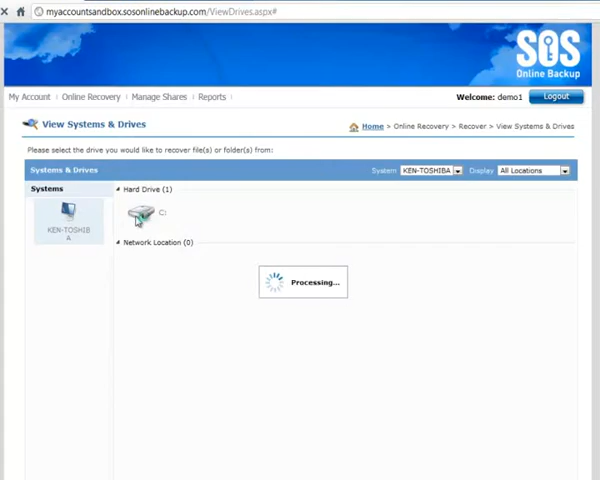 myaccountsandbox.sosonlinebackup.com/ViewDrives.aspx#
SOS
Online Backup
My Account | Online Recovery | Manage Shares | Reports |
Welcome: demo1 Logout
View Systems & Drives
Home > Online Recovery > Recover > View Systems & Drives
Please select the drive you would like to recover file(s) or folder(s) from:
Systems & Drives System KEN-TOSHIBA Display All Locations
Systems
Hard Drive (1)
C:
KEN-TOSHIB
A
Network Location (0)
Processing...